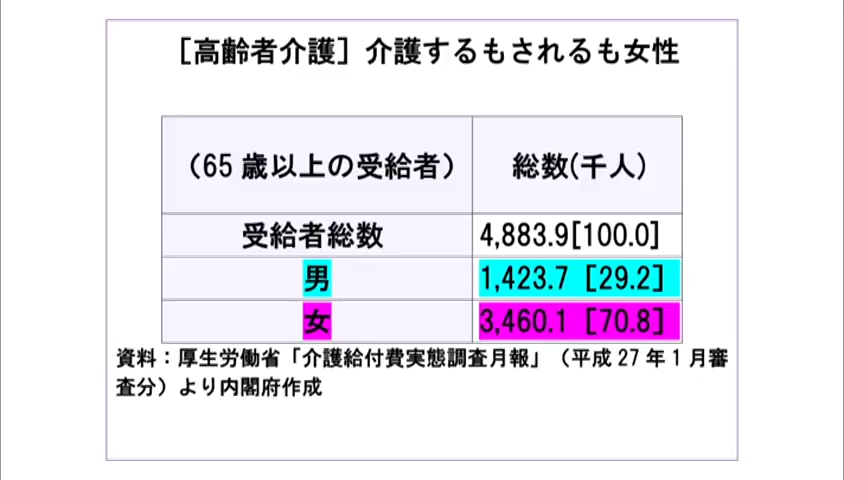 ［高齢者介護］介護するもされるも女性
（65 歳以上の受給者）
総数(千人)
受給者総数
4,883.9[100.0]
男
1,423.7［29.2］
女
3,460.1［70.8］
資料：厚生労働省「介護給付費実態調査月報」（平成 27 年 1 月審
査分）より内閣府作成